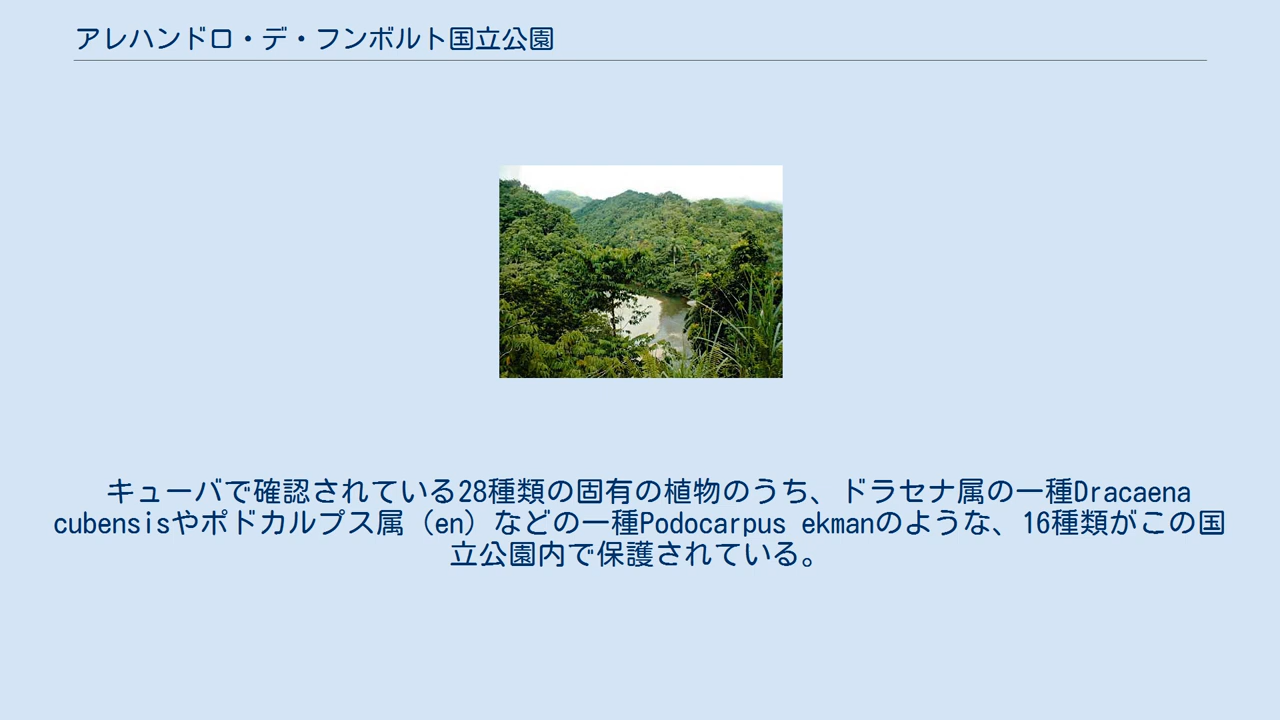 アレハンドロ・デ・フンボルト国立公園
キューバで確認されている28種類の固有の植物のうち、ドラセナ属の一種Dracaena
cubensisやポドカルプス属（en）などの一種Podocarpus ekmanのような、16種類がこの国
立公園内で保護されている。